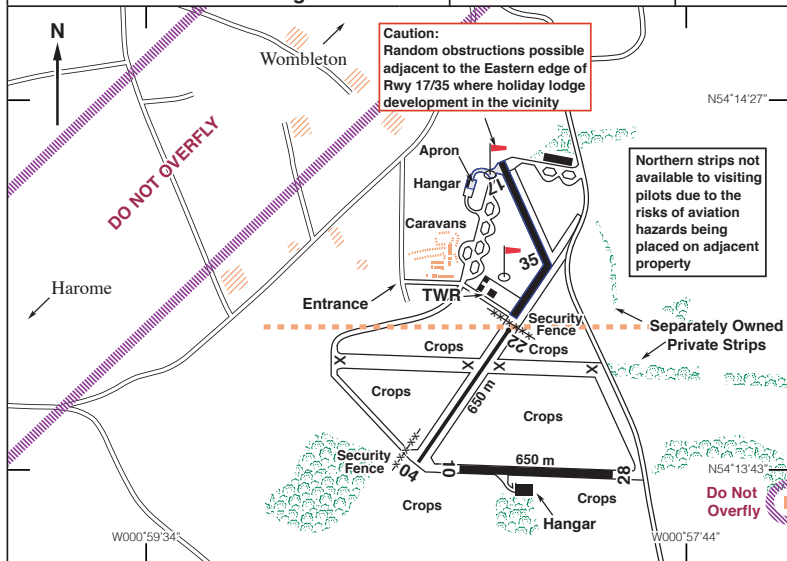 N
Wombleton
Caution:
Random obstructions possible
adjacent to the Eastern edge of
Rwy 17/35 where holiday lodge
development in the vicinity
N54°14'27"
DO NOT OVERFLY
Apron
Hangar
17
Northern strips not
available to visiting
pilots due to the
risks of aviation
hazards being
placed on adjacent
property
Caravans
35
Harome
Entrance
TWR
Security
Fence
Separately Owned
Private Strips
22
Crops
Crops
X
X
X
Crops
650 m
Crops
Security
Fence
04
10
650 m
28
N54°13'43"
Crops
Crops
Hangar
Do Not
Overfly
W000°59'34"
W000°57'44"